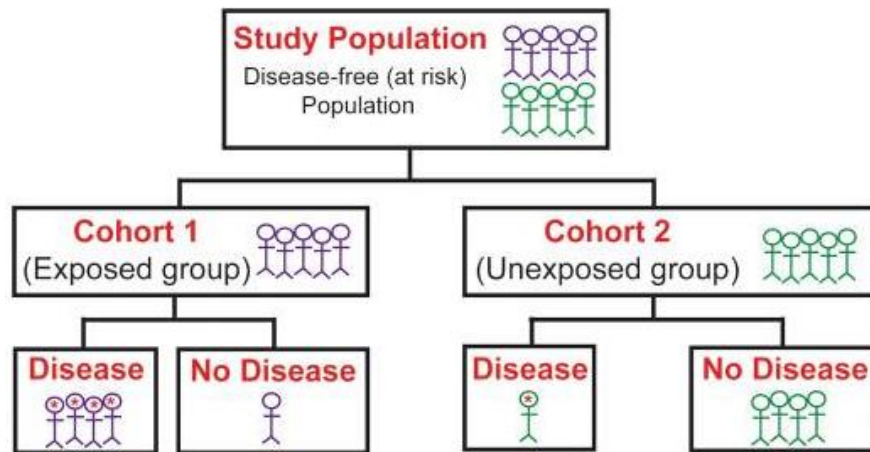 Study Population
Disease-free (at risk)
Population
Cohort 1
(Exposed group)
Cohort 2
(Unexposed group)
Disease
No Disease
Disease
No Disease